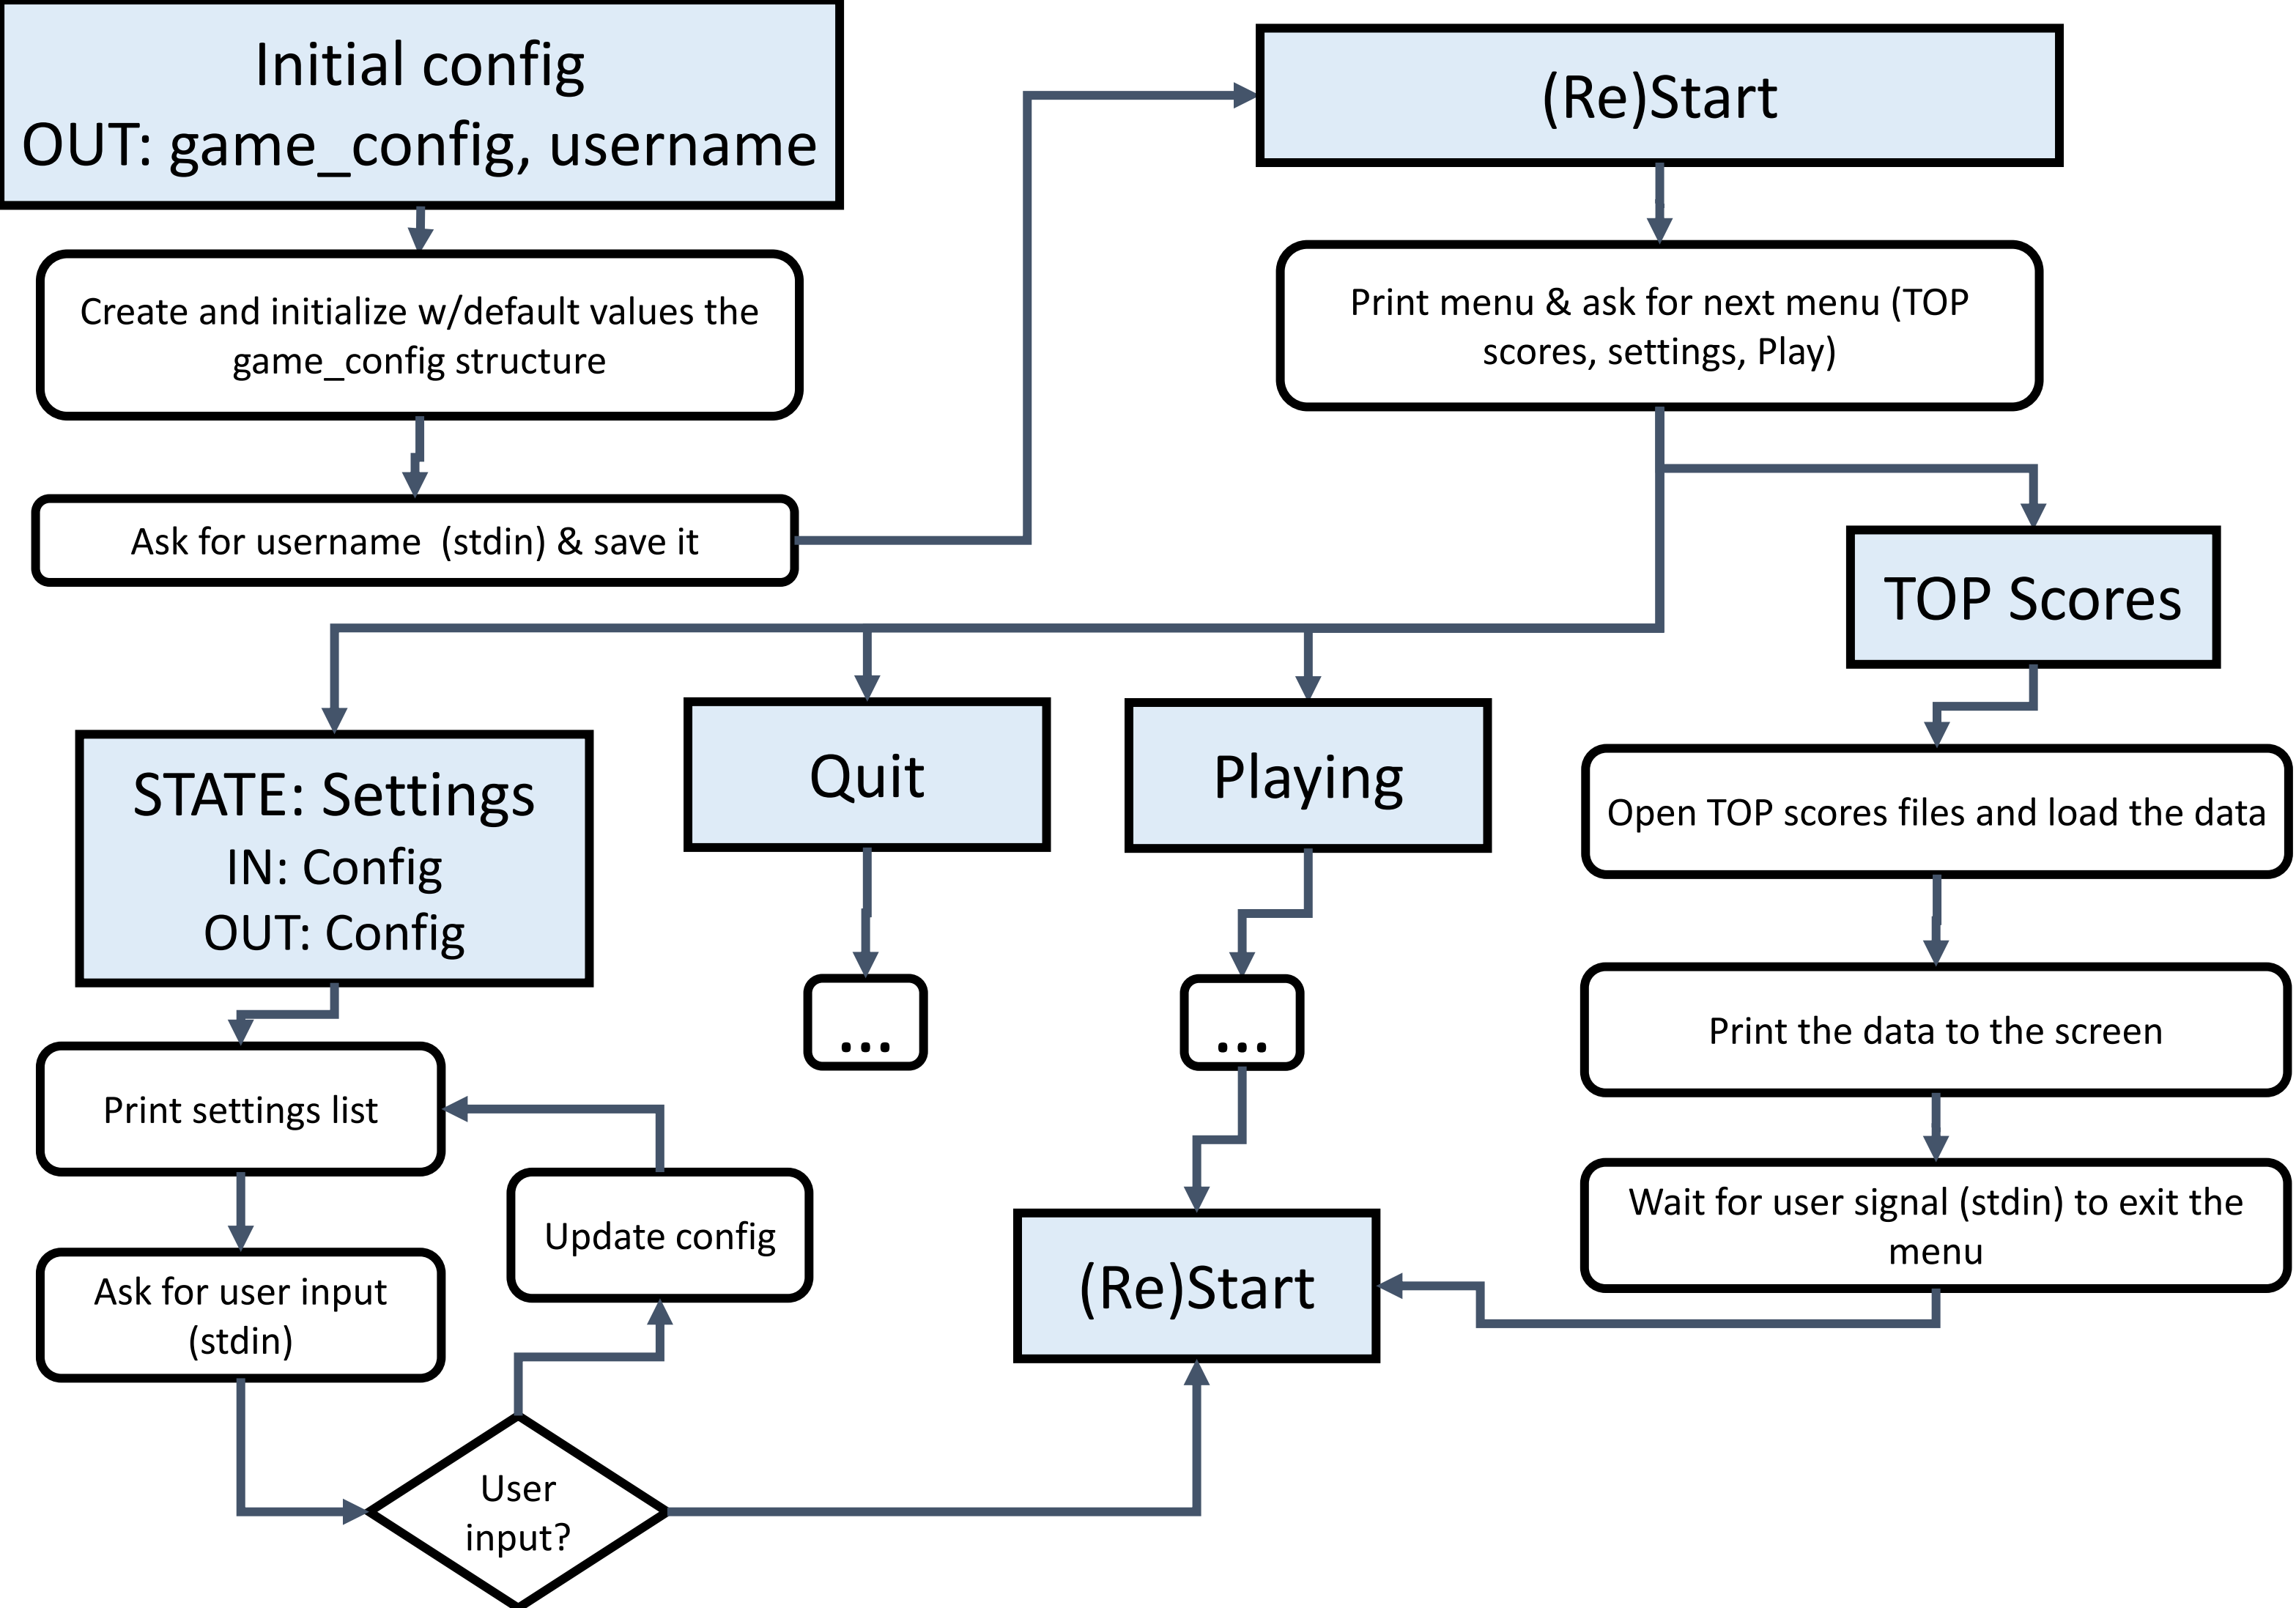 Initial config
OUT: game_config, username
Create and initialize w/default values the
game_config structure
Ask for username  (stdin) & save it
(Re)Start
Print menu & ask for next menu (TOP
scores, settings, Play)
TOP Scores
STATE: Settings
IN: Config
OUT: Config
Quit
Playing
Open TOP scores files and load the data
...
...
Print the data to the screen
Print settings list
Update config
Wait for user signal (stdin) to exit the
menu
Ask for user input
(stdin)
(Re)Start
User
input?